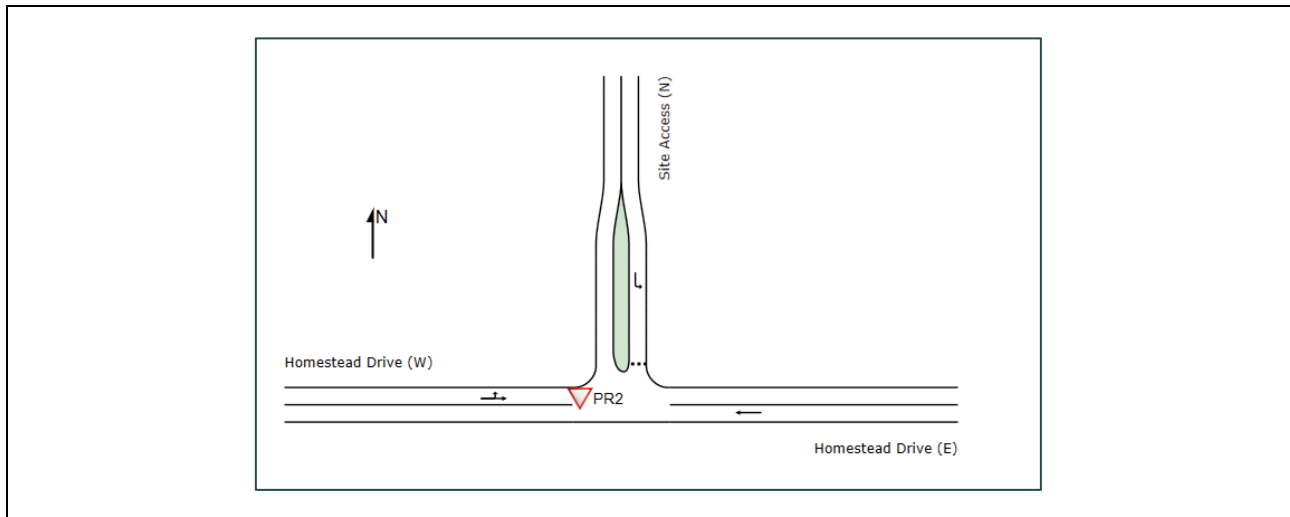 Site Access (N)
N
Homestead Drive (W)
PR2
Homestead Drive (E)